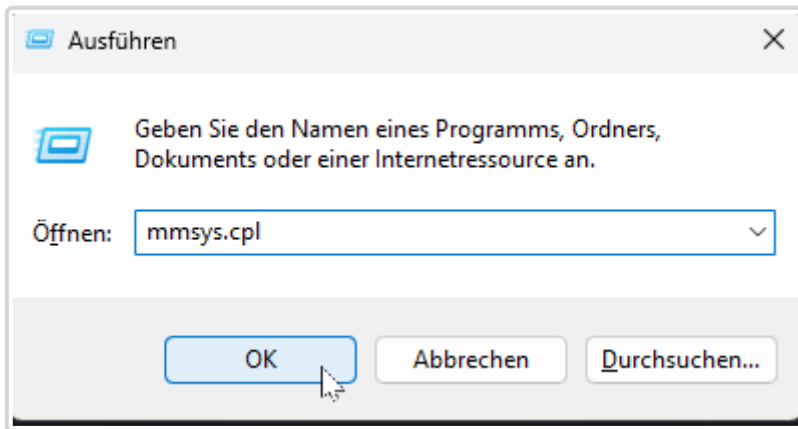 Ausführen
Geben Sie den Namen eines Programms, Ordners,
Dokuments oder einer Internetressource an.
Öffnen: mmsys.cpl
OK Abbrechen Durchsuchen...